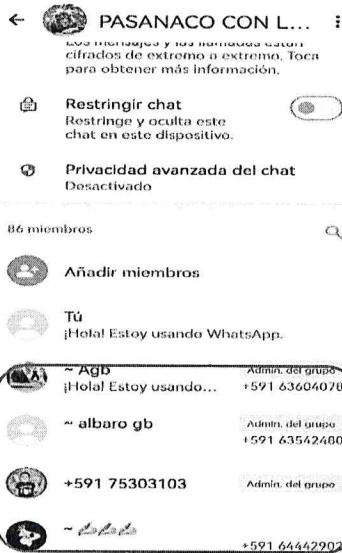 PASANACO CON L...
Los mensajes y las llamadas están
cifrados de extremo a extremo. Toca
para obtener más información.
Restringir chat
Restringe y oculta este
chat en este dispositivo.
Privacidad avanzada del chat
Desactivado
86 miembros
Añadir miembros
Tú
¡Hola! Estoy usando WhatsApp.
~ Agb Admin. del grupo
¡Hola! Estoy usando... +591 63604078
~ albaro gb Admin. del grupo
+591 63542480
+591 75303103 Admin. del grupo
~
+591 64442902